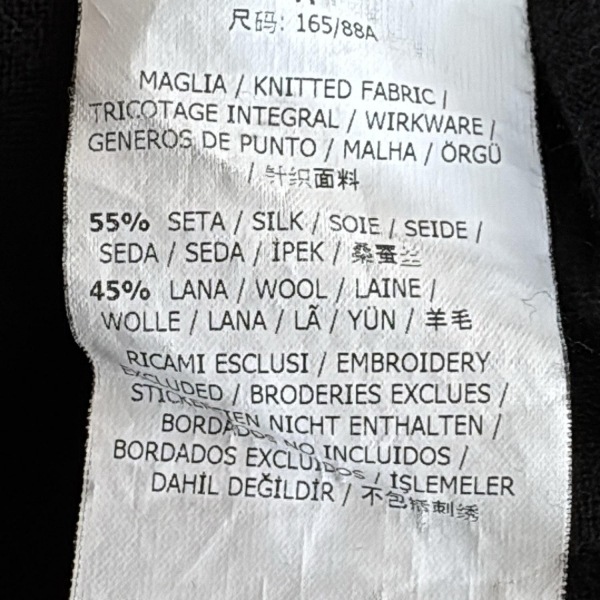 尺码: 165/88A
MAGLIA / KNITTED FABRIC /
TRICOTAGE INTEGRAL / WIRKWARE /
GENEROS DE PUNTO / MALHA / ÖRGÜ
/ 针织面料
55% SETA / SILK / SOIE / SEIDE /
SEDA / SEDA / İPEK / 桑蚕丝
45% LANA / WOOL / LAINE /
WOLLE / LANA / LÃ / YÜN / 羊毛
RICAMI ESCLUSI / EMBROIDERY
EXCLUDED / BRODERIES EXCLUES /
STICKEREIEN NICHT ENTHALTEN /
BORDADOS NO INCLUIDOS /
BORDADOS EXCLUIDOS / İŞLEMELER
DAHİL DEĞİLDİR / 不包括刺绣